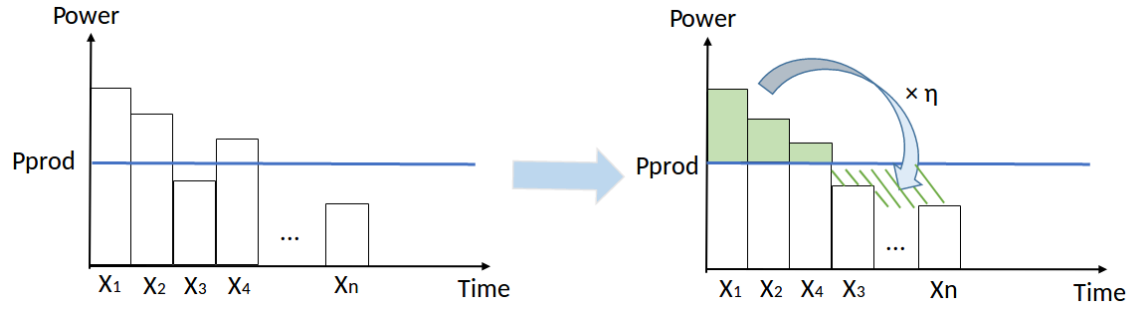 Power
Pprod
...
X1 X2 X3 X4 Xn
Time
Power
× η
Pprod
...
X1 X2 X4 X3 Xn
Time